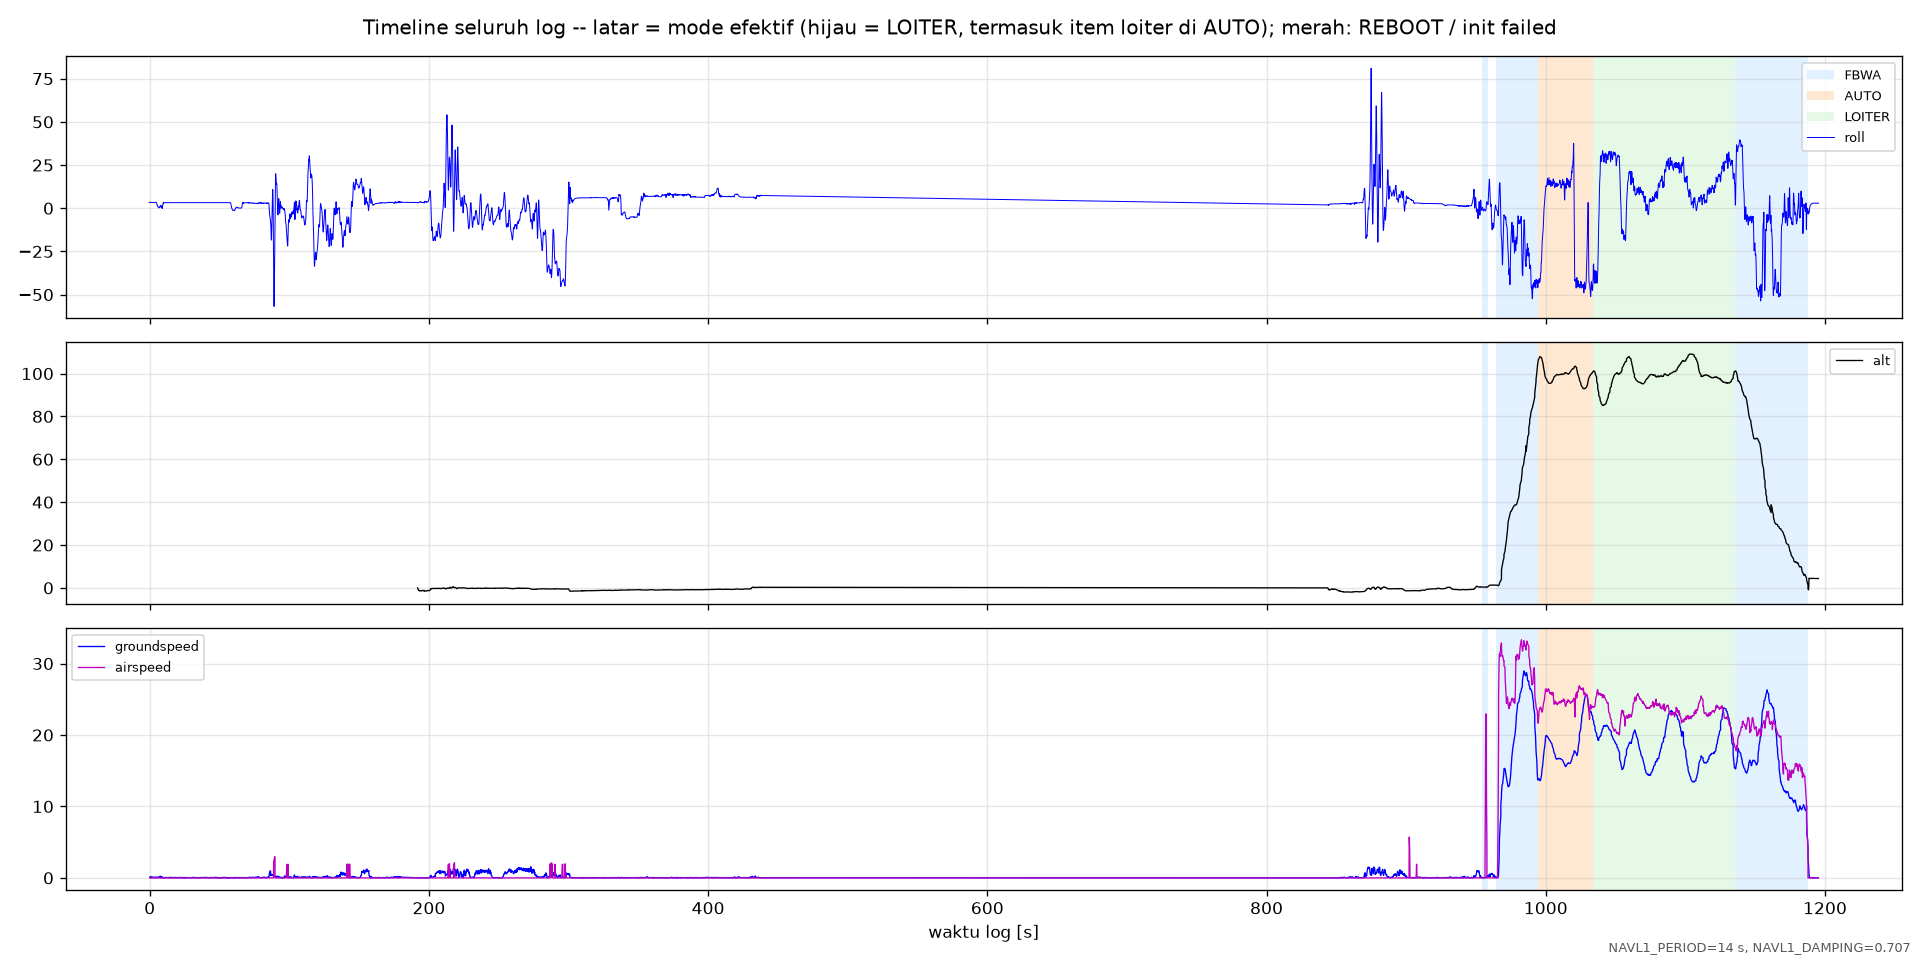 Timeline seluruh log -- latar = mode efektif (hijau = LOITER, termasuk item loiter di AUTO); merah: REBOOT / init failed
75
50
25
0
−25
−50
FBWA
AUTO
LOITER
roll
100
80
60
40
20
0
alt
30
20
10
0
groundspeed
airspeed
0 200 400 600 800 1000 1200
waktu log [s]
NAVL1_PERIOD=14 s, NAVL1_DAMPING=0.707